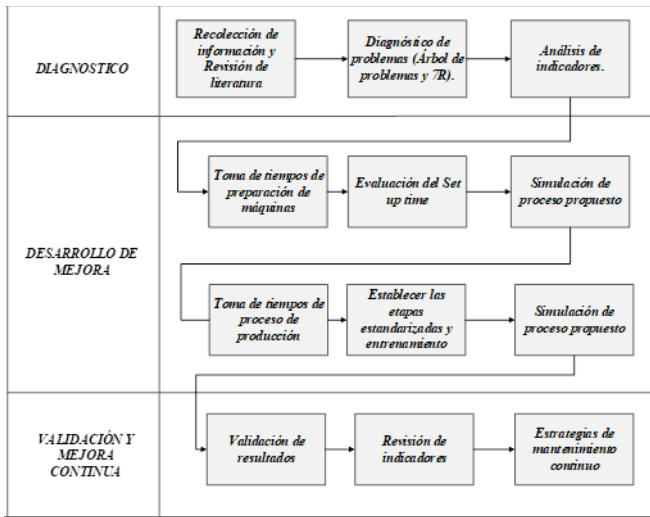 DIAGNOSTICO
Recolección de
información y
Revisión de
literatura
Diagnóstico de
problemas (Árbol de
problemas y 7R).
Análisis de
indicadores.
DESARROLLO DE
MEJORA
Toma de tiempos de
preparación de
máquinas
Evaluación del Set
up time
Simulación de
proceso propuesto
Toma de tiempos de
proceso de
producción
Establecer las
etapas
estandarizadas y
entrenamiento
Simulación de
proceso propuesto
VALIDACIÓN Y
MEJORA
CONTINUA
Validación de
resultados
Revisión de
indicadores
Estrategias de
mantenimiento
continuo